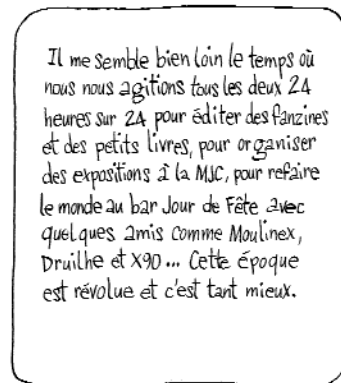 Il me semble bien loin le temps où
nous nous agitions tous les deux 24
heures sur 24 pour éditer des fanzines
et des petits livres, pour organiser
des expositions à la MJC, pour refaire
le monde au bar Jour de Fête avec
quelques amis comme Moulinex,
Druilhe et X90... Cette époque
est révolue et c'est tant mieux.